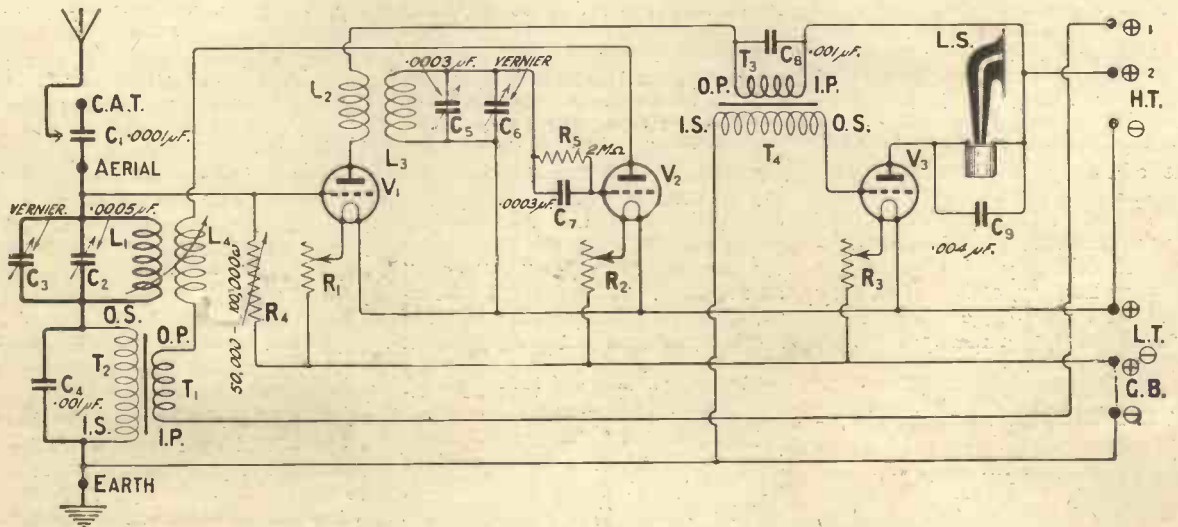 C.A.T.
C₁ .0001μF.
AERIAL
VERNIER.
.0005μF.
C₃
C₂
L₁
L₄
O.S.
O.P.
T₂
T₁
C₄
.001μF.
I.S.
I.P.
EARTH
R₄
50,000 - 100,000ω
R₁
L₂
L₃
V₁
.0003μF.
VERNIER
C₅
C₆
R₅
2MΩ
C₇
.0003μF
V₂
R₂
T₃
C₈
.001μF.
O.P.
I.P.
I.S.
O.S.
T₄
V₃
R₃
L.S.
C₉
.004μF.
⊕ 1
⊕ 2
H.T.
⊖
⊕
L.T.
⊖
⊕
G.B.
⊖